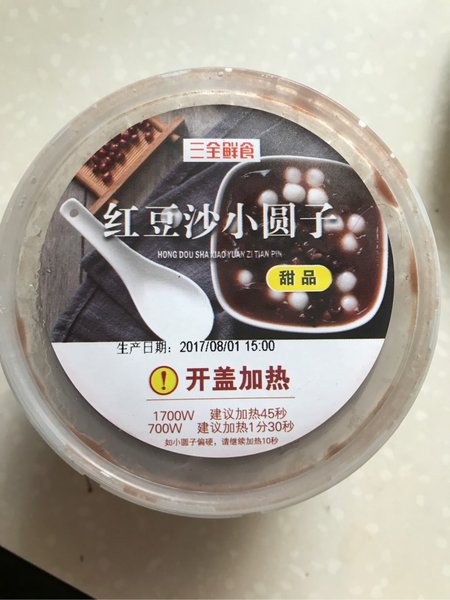 三全鲜食
红豆沙小圆子
HONG DOU SHA XIAO YUAN ZI TIAN PIN
甜品
生产日期: 2017/08/01 15:00
! 开盖加热
1700W 建议加热45秒
700W 建议加热1分30秒
如小圆子偏硬，请继续加热10秒